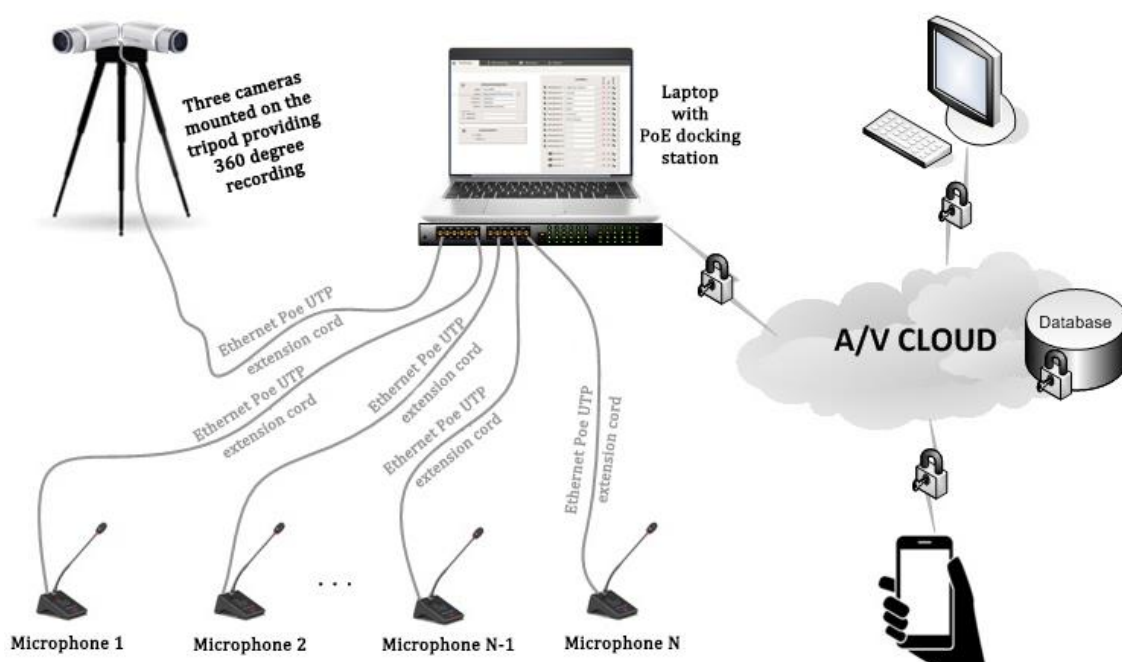 Three cameras
mounted on the
tripod providing
360 degree
recording
Laptop
with
PoE docking
station
Ethernet Poe UTP
extension cord
Ethernet Poe UTP
extension cord
Ethernet Poe UTP
extension cord
Ethernet Poe UTP
extension cord
Ethernet Poe UTP
extension cord
A/V CLOUD
Database
. . .
Microphone 1
Microphone 2
Microphone N-1
Microphone N